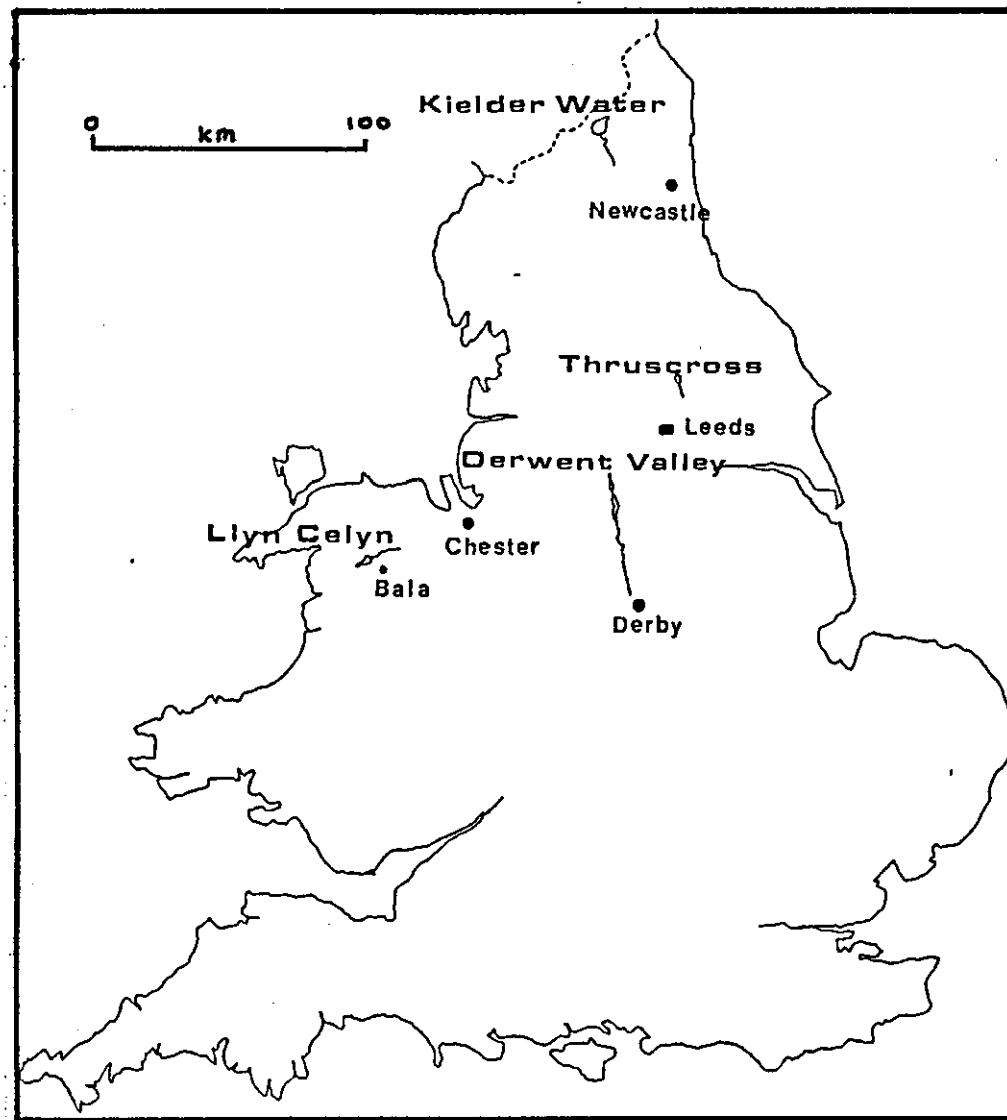 Kielder Water
0 km 100
Newcastle
Thruscross
Leeds
Derwent Valley
Llyn Celyn
Chester
Bala
Derby